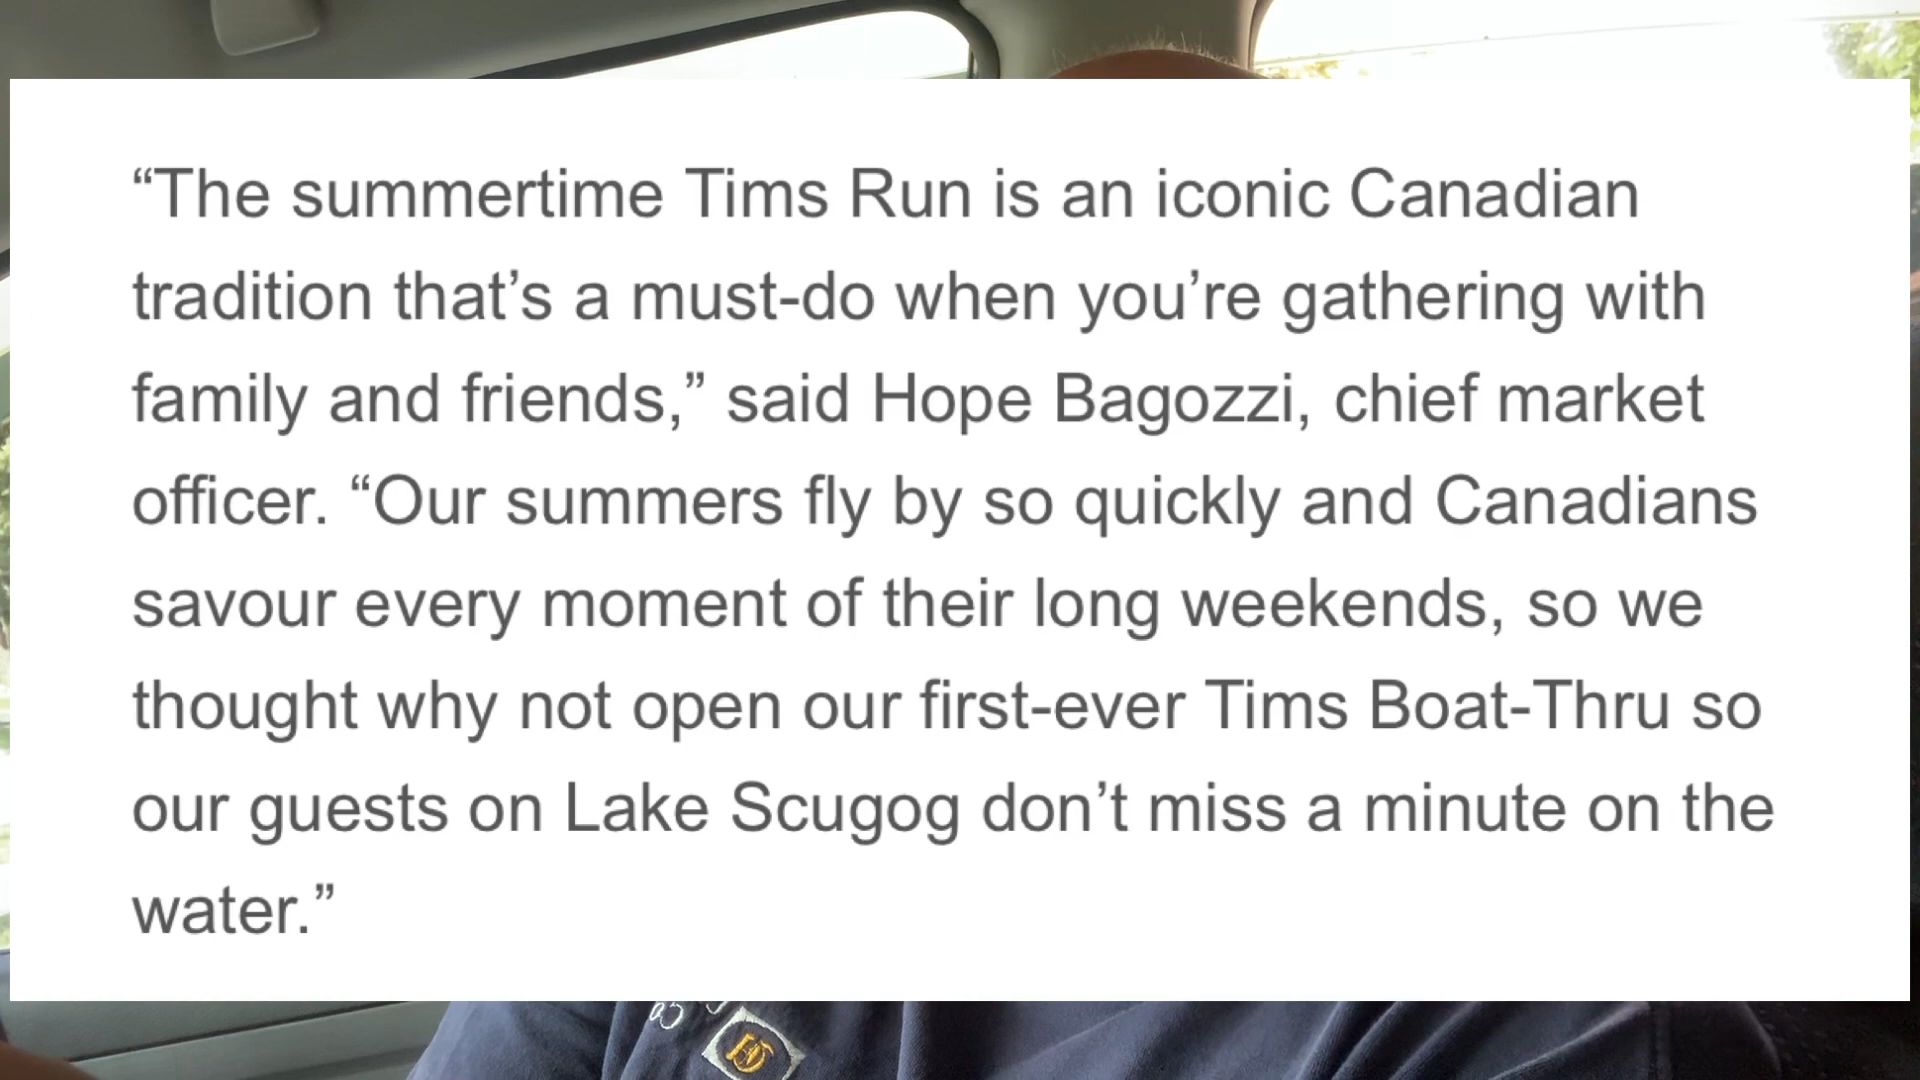 “The summertime Tims Run is an iconic Canadian
tradition that’s a must-do when you’re gathering with
family and friends,” said Hope Bagozzi, chief market
officer. “Our summers fly by so quickly and Canadians
savour every moment of their long weekends, so we
thought why not open our first-ever Tims Boat-Thru so
our guests on Lake Scugog don’t miss a minute on the
water.”